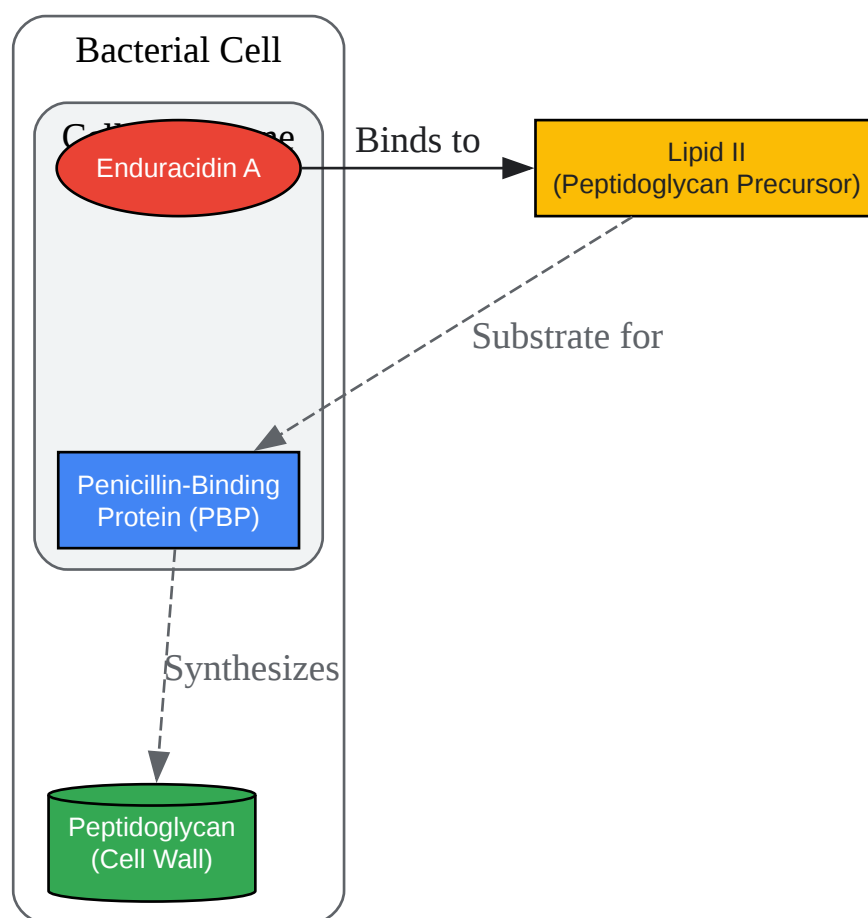 Bacterial Cell
Enduracidin A
Binds to
Lipid II
(Peptidoglycan Precursor)
Substrate for
Penicillin-Binding
Protein (PBP)
Synthesizes
Peptidoglycan
(Cell Wall)